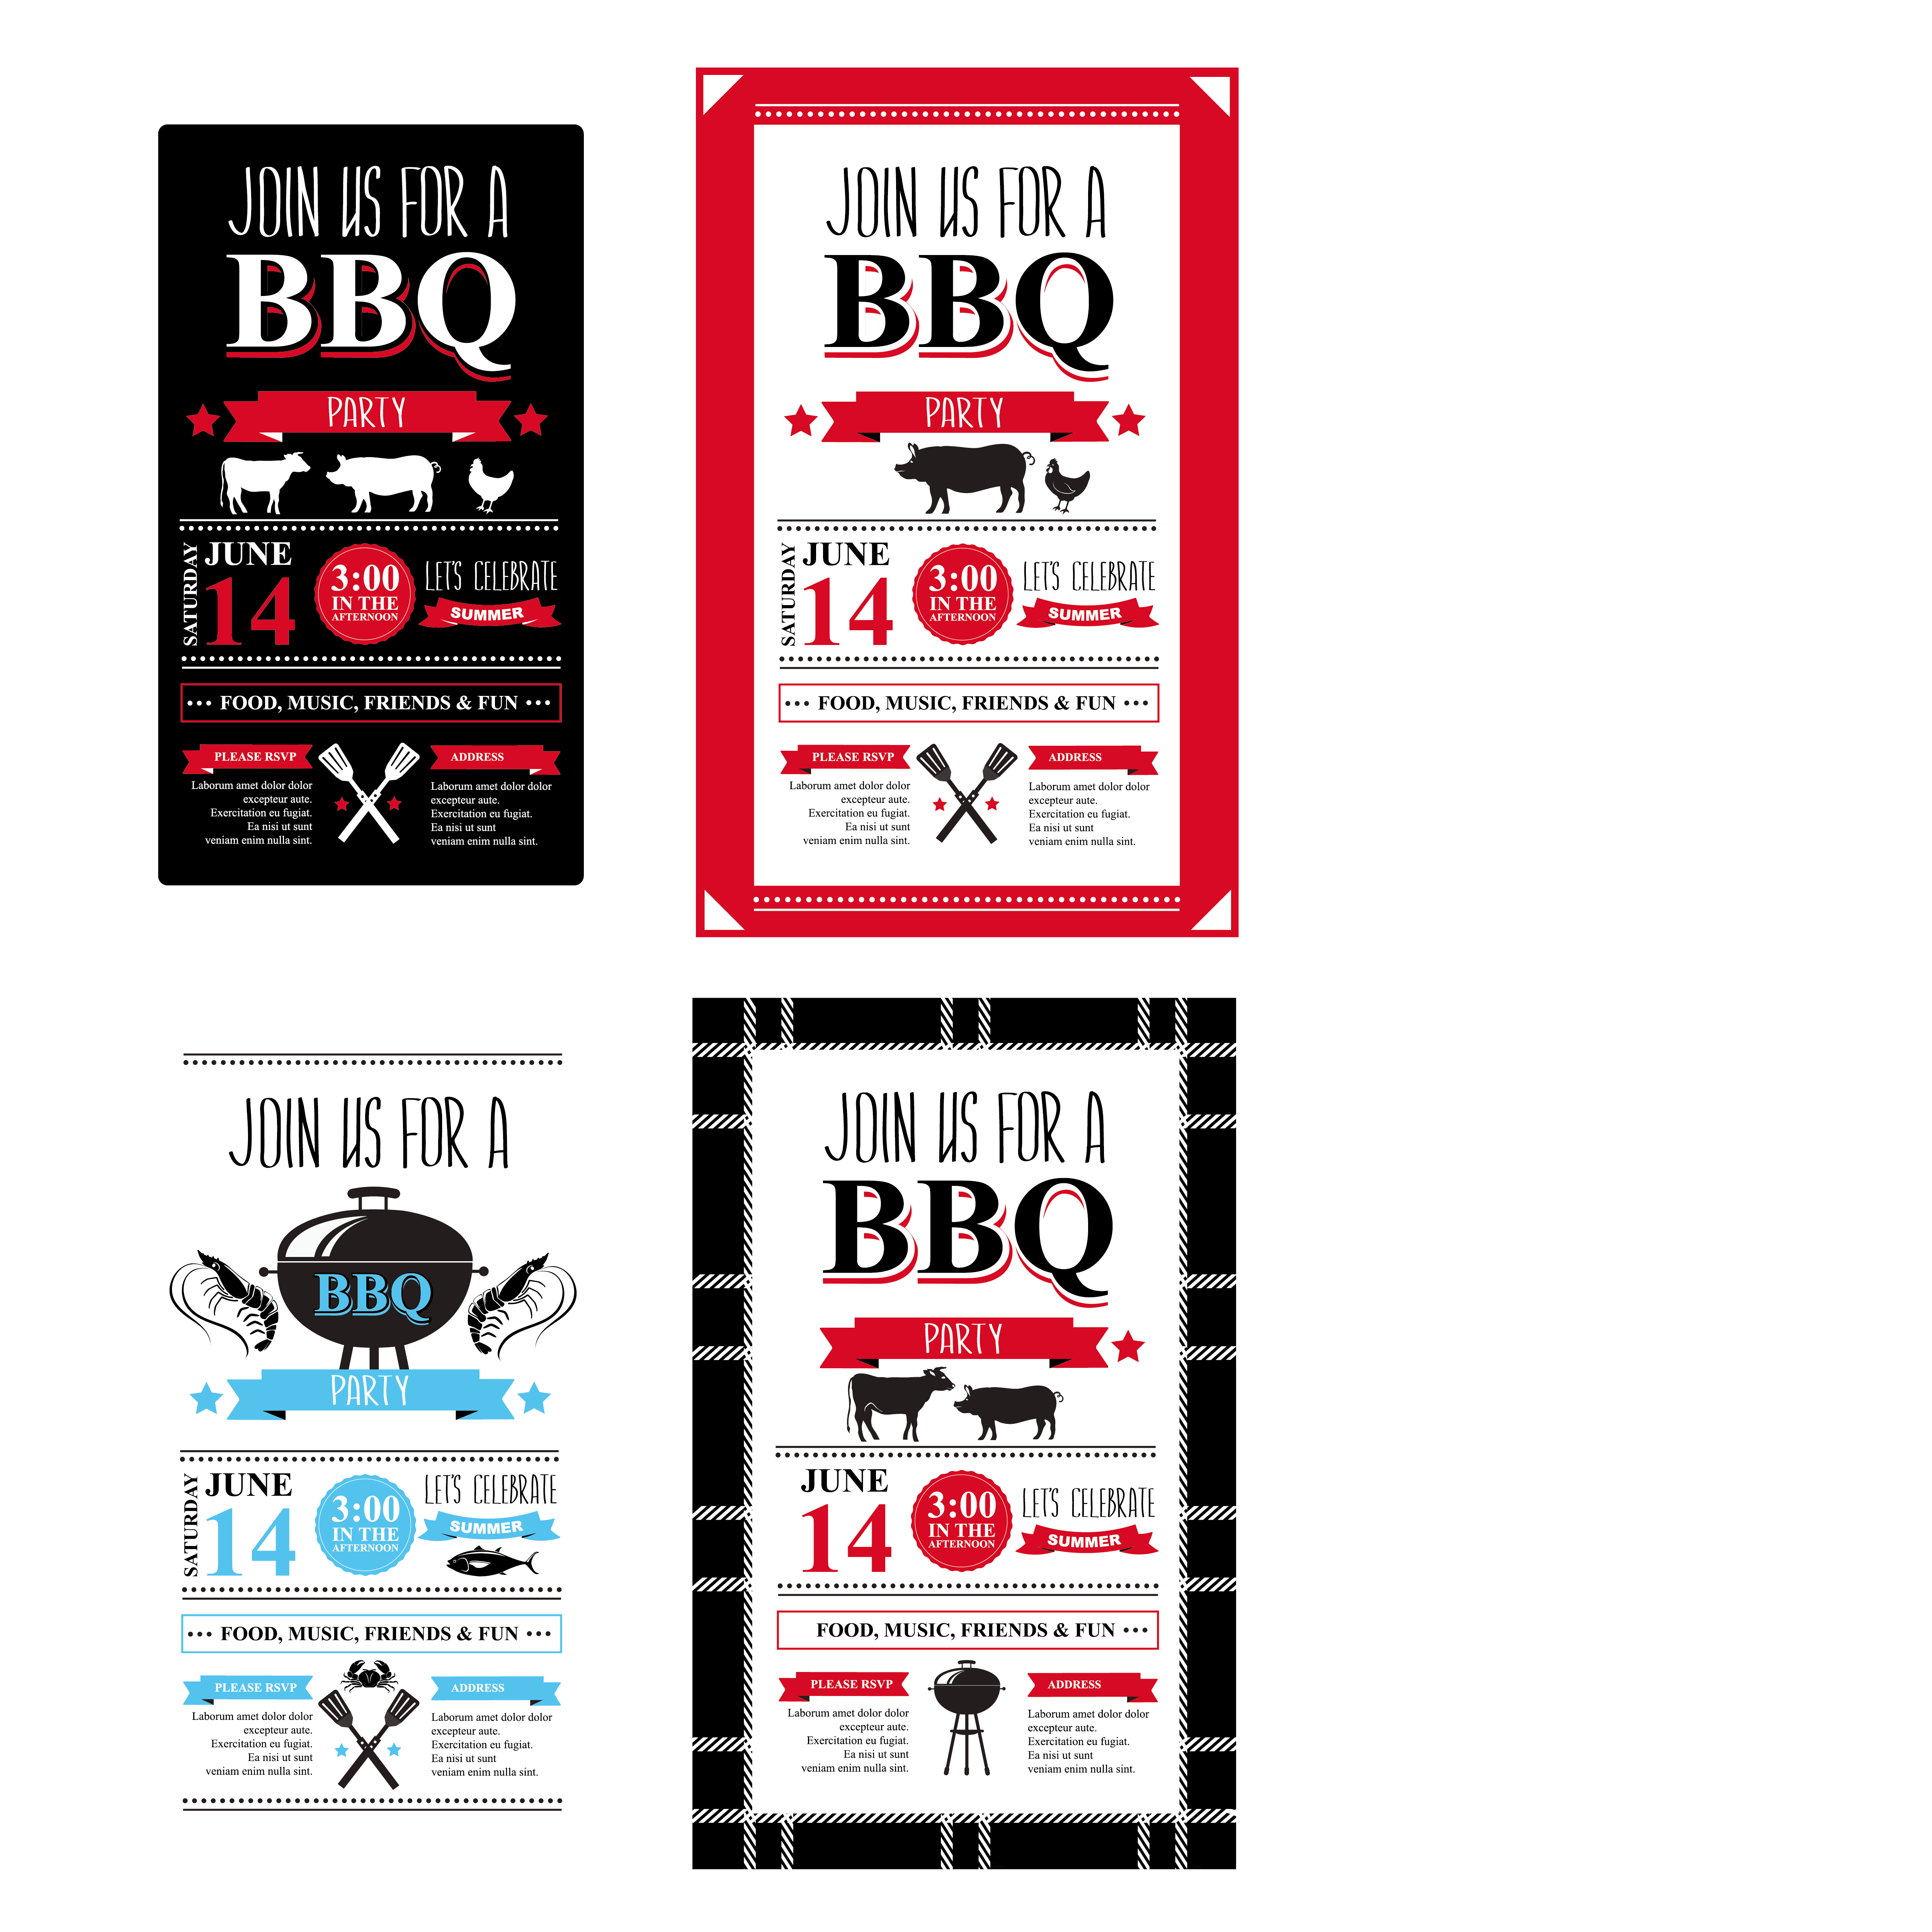 JOIN US FOR A
BBQ
PARTY
SATURDAY
JUNE
14
3:00
IN THE
AFTERNOON
LET'S CELEBRATE
SUMMER
••• FOOD, MUSIC, FRIENDS & FUN •••
PLEASE RSVP
Laborum amet dolor dolor
excepteur aute.
Exercitation eu fugiat.
Ea nisi ut sunt
veniam enim nulla sint.
ADDRESS
Laborum amet dolor dolor
excepteur aute.
Exercitation eu fugiat.
Ea nisi ut sunt
veniam enim nulla sint.
JOIN US FOR A
BBQ
PARTY
SATURDAY
JUNE
14
3:00
IN THE
AFTERNOON
LET'S CELEBRATE
SUMMER
••• FOOD, MUSIC, FRIENDS & FUN •••
PLEASE RSVP
Laborum amet dolor dolor
excepteur aute.
Exercitation eu fugiat.
Ea nisi ut sunt
veniam enim nulla sint.
ADDRESS
Laborum amet dolor dolor
excepteur aute.
Exercitation eu fugiat.
Ea nisi ut sunt
veniam enim nulla sint.
JOIN US FOR A
BBQ
PARTY
SATURDAY
JUNE
14
3:00
IN THE
AFTERNOON
LET'S CELEBRATE
SUMMER
••• FOOD, MUSIC, FRIENDS & FUN •••
PLEASE RSVP
Laborum amet dolor dolor
excepteur aute.
Exercitation eu fugiat.
Ea nisi ut sunt
veniam enim nulla sint.
ADDRESS
Laborum amet dolor dolor
excepteur aute.
Exercitation eu fugiat.
Ea nisi ut sunt
veniam enim nulla sint.
JOIN US FOR A
BBQ
PARTY
JUNE
14
3:00
IN THE
AFTERNOON
LET'S CELEBRATE
SUMMER
FOOD, MUSIC, FRIENDS & FUN •••
PLEASE RSVP
Laborum amet dolor dolor
excepteur aute.
Exercitation eu fugiat.
Ea nisi ut sunt
veniam enim nulla sint.
ADDRESS
Laborum amet dolor dolor
excepteur aute.
Exercitation eu fugiat.
Ea nisi ut sunt
veniam enim nulla sint.